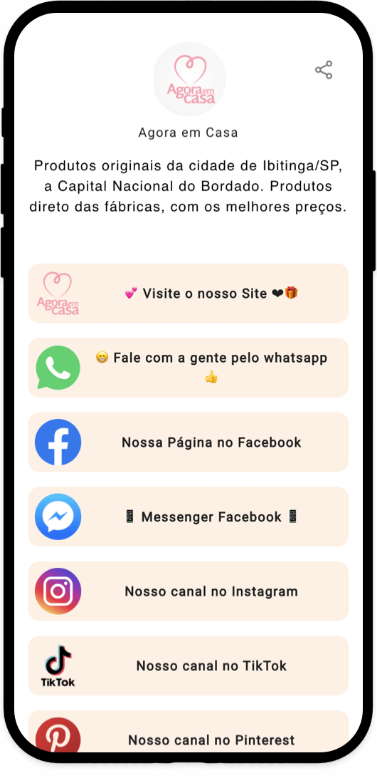 Agora em
casa
Agora em Casa
Produtos originais da cidade de Ibitinga/SP,
a Capital Nacional do Bordado. Produtos
direto das fábricas, com os melhores preços.
Agora em
casa
💕 Visite o nosso Site ❤🎁
😁 Fale com a gente pelo whatsapp
👍
Nossa Página no Facebook
📱 Messenger Facebook 📱
Nosso canal no Instagram
TikTok
Nosso canal no TikTok
Nosso canal no Pinterest